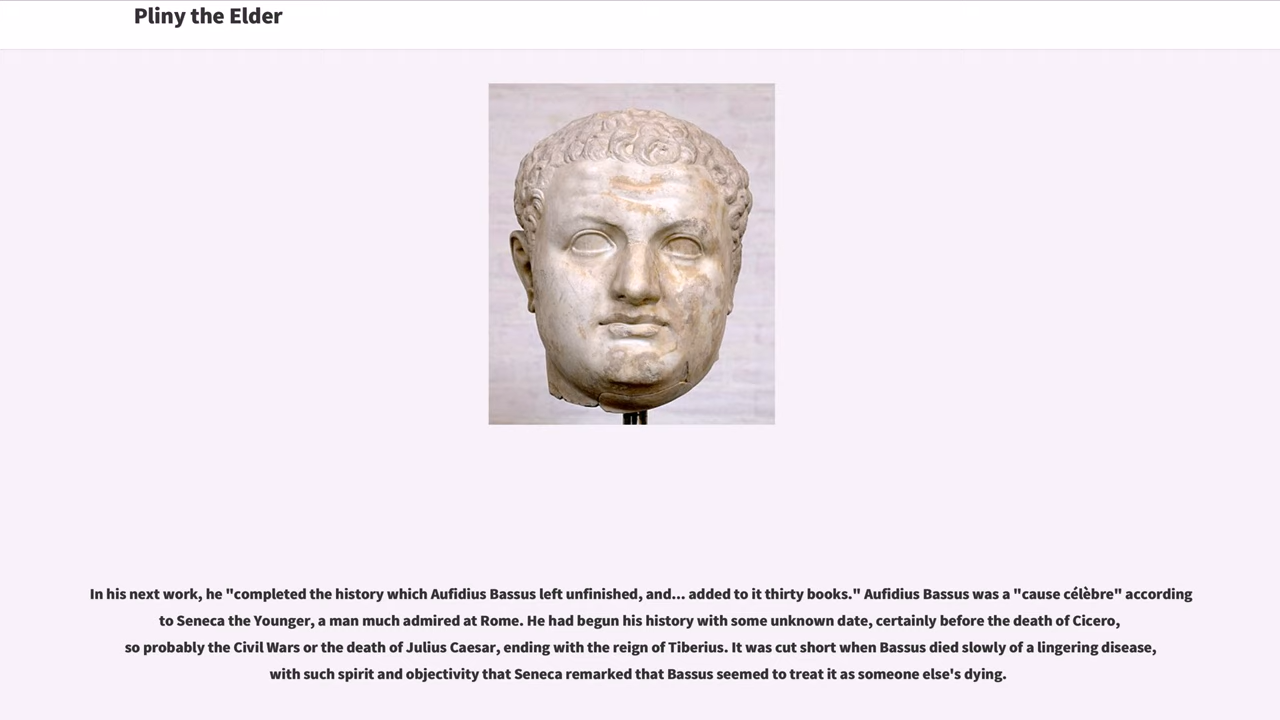 Pliny the Elder
In his next work, he "completed the history which Aufidius Bassus left unfinished, and... added to it thirty books." Aufidius Bassus was a "cause célèbre" according
to Seneca the Younger, a man much admired at Rome. He had begun his history with some unknown date, certainly before the death of Cicero,
so probably the Civil Wars or the death of Julius Caesar, ending with the reign of Tiberius. It was cut short when Bassus died slowly of a lingering disease,
with such spirit and objectivity that Seneca remarked that Bassus seemed to treat it as someone else's dying.